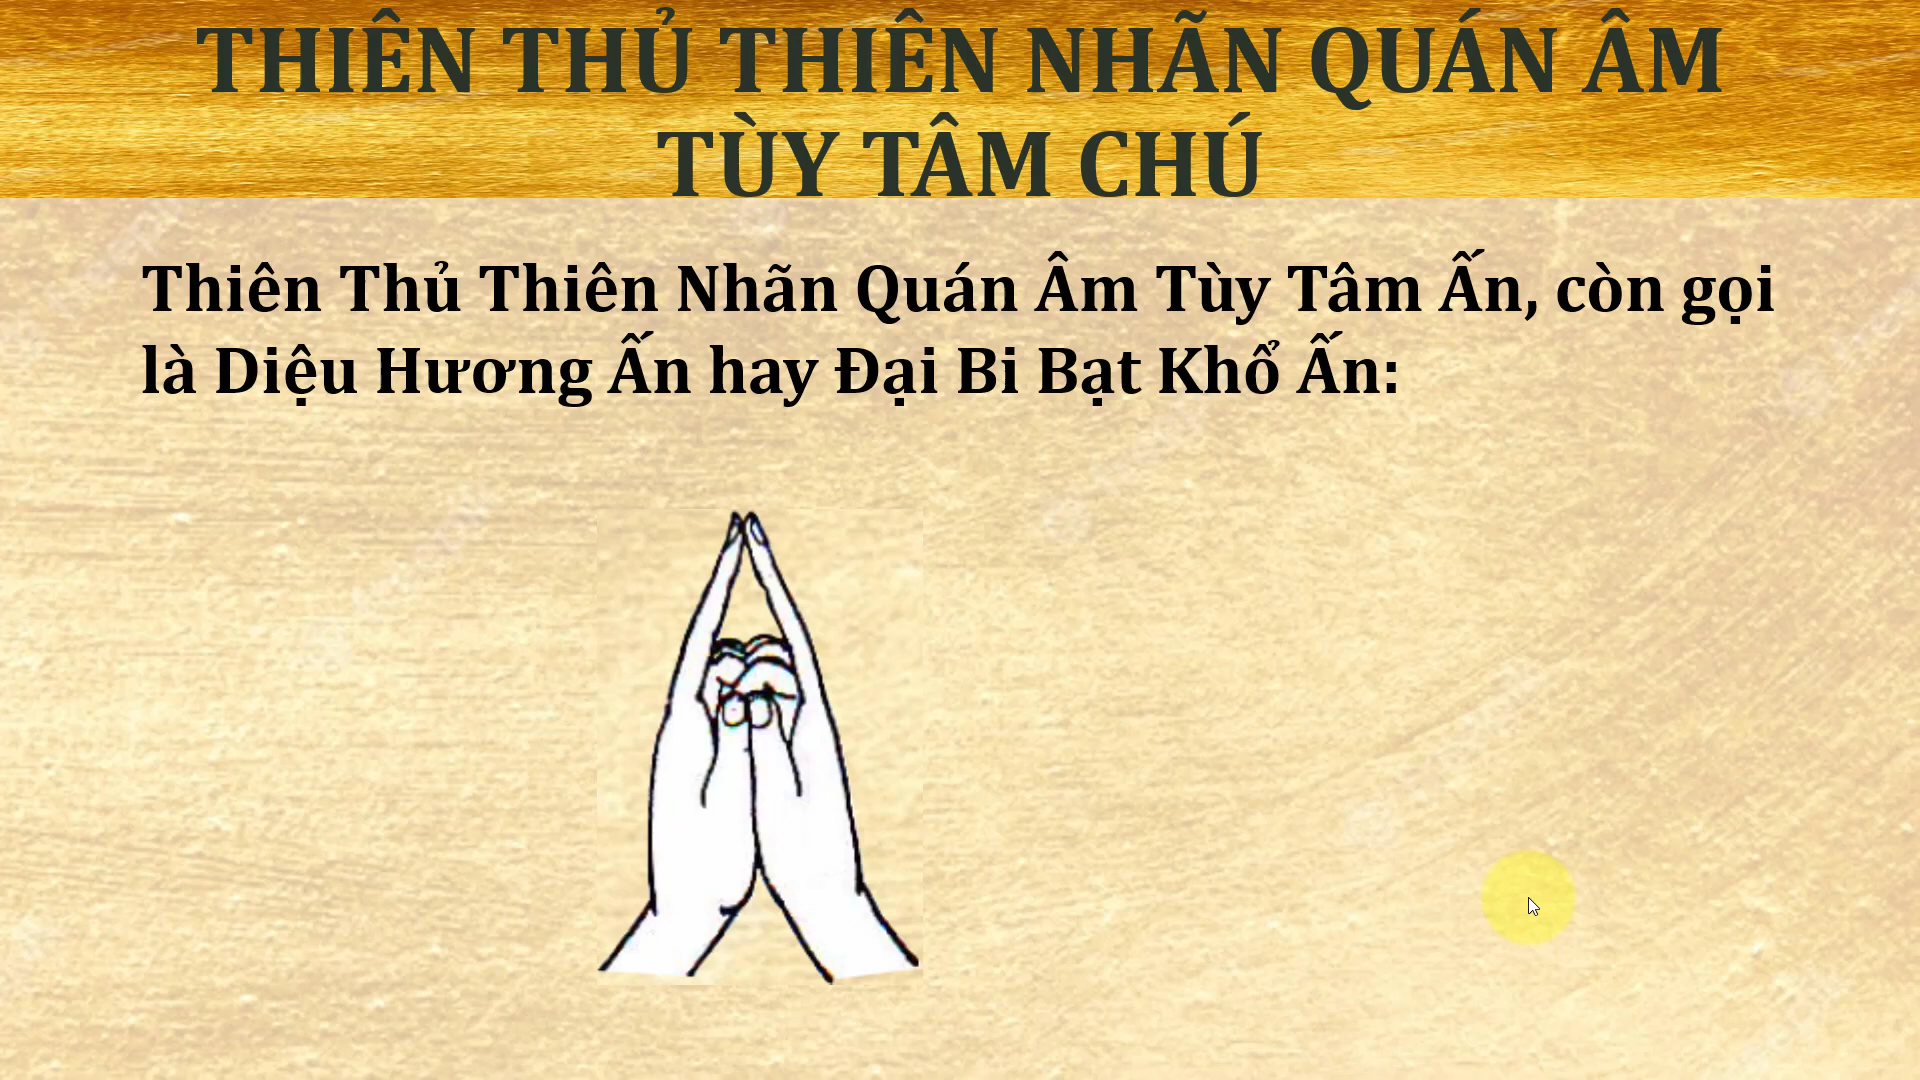 THIÊN THỦ THIÊN NHÃN QUÁN ÂM
TÙY TÂM CHÚ
Thiên Thủ Thiên Nhãn Quán Âm Tùy Tâm Ấn, còn gọi
là Diệu Hương Ấn hay Đại Bi Bạt Khổ Ấn: